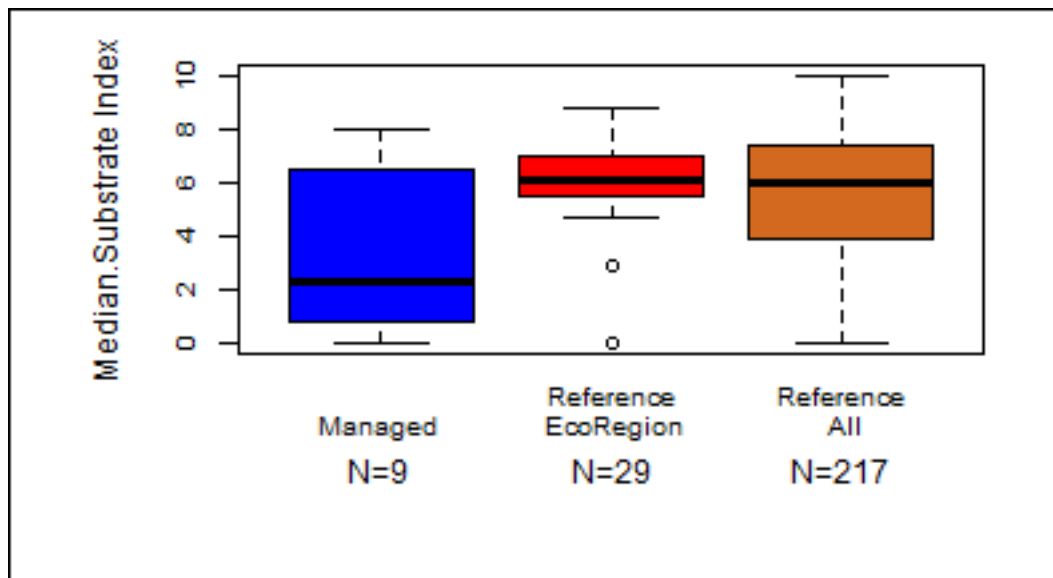 Median.Substrate Index
10
8
6
4
2
0
Managed
Reference
EcoRegion
Reference
All
N=9
N=29
N=217